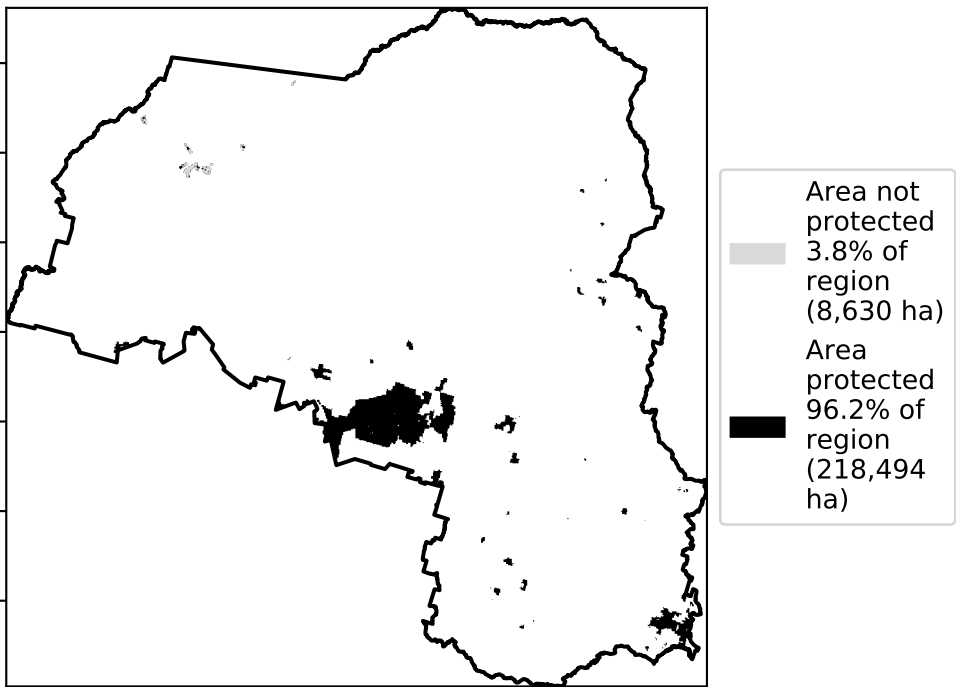 Area not
protected
3.8% of
region
(8,630 ha)
Area
protected
96.2% of
region
(218,494
ha)